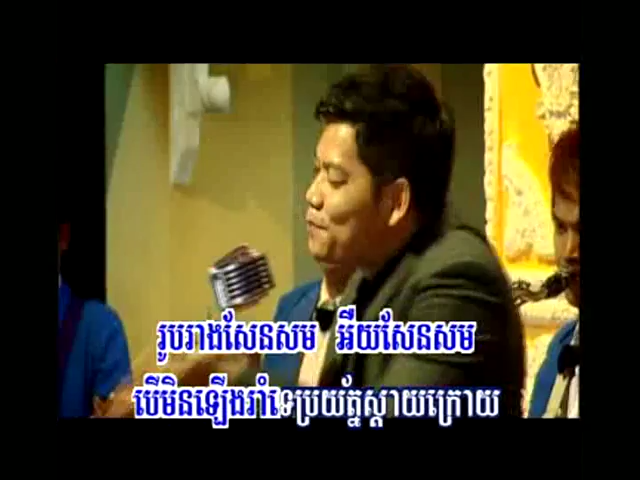 រូបរាងសែនសម អឺយសែនសម
បើមិនឡើងរាំទេប្រយ័ត្នស្តាយក្រោយ